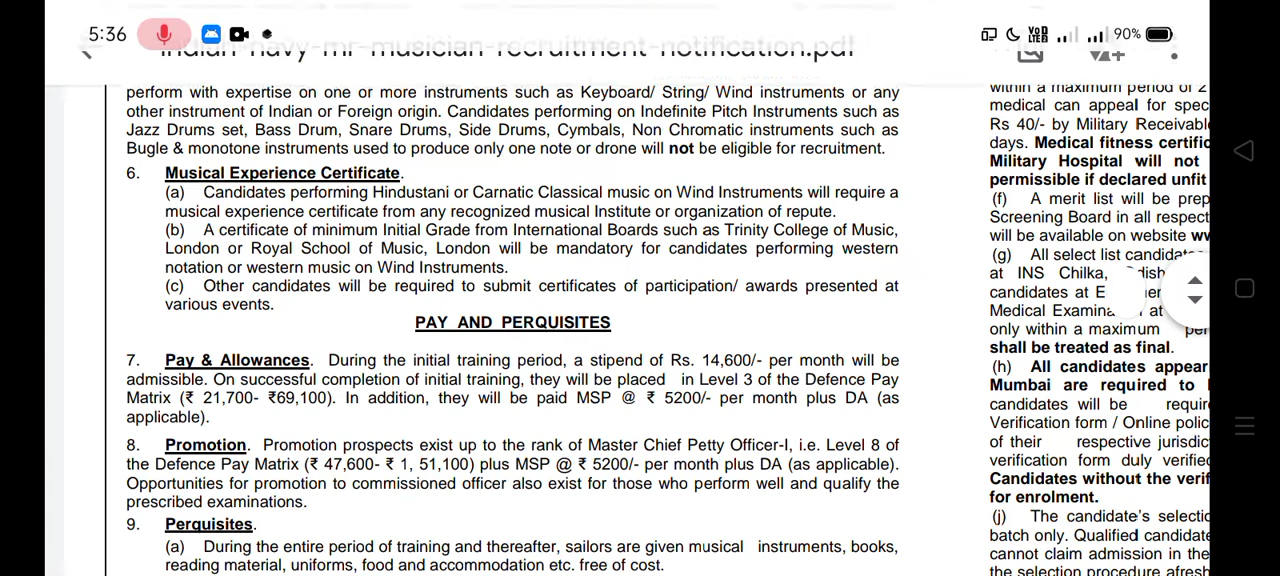 5:36
VoD LTE2
90%
indian-navy-mr-musician-recruitment-notification.pdf
perform with expertise on one or more instruments such as Keyboard/ String/ Wind instruments or any
other instrument of Indian or Foreign origin. Candidates performing on Indefinite Pitch Instruments such as
Jazz Drums set, Bass Drum, Snare Drums, Side Drums, Cymbals, Non Chromatic instruments such as
Bugle & monotone instruments used to produce only one note or drone will not be eligible for recruitment.
6. Musical Experience Certificate.
(a) Candidates performing Hindustani or Carnatic Classical music on Wind Instruments will require a
musical experience certificate from any recognized musical Institute or organization of repute.
(b) A certificate of minimum Initial Grade from International Boards such as Trinity College of Music,
London or Royal School of Music, London will be mandatory for candidates performing western
notation or western music on Wind Instruments.
(c) Other candidates will be required to submit certificates of participation/ awards presented at
various events.
PAY AND PERQUISITES
7. Pay & Allowances. During the initial training period, a stipend of Rs. 14,600/- per month will be
admissible. On successful completion of initial training, they will be placed in Level 3 of the Defence Pay
Matrix (₹ 21,700- ₹69,100). In addition, they will be paid MSP @ ₹ 5200/- per month plus DA (as
applicable).
8. Promotion. Promotion prospects exist up to the rank of Master Chief Petty Officer-I, i.e. Level 8 of
the Defence Pay Matrix (₹ 47,600- ₹ 1, 51,100) plus MSP @ ₹ 5200/- per month plus DA (as applicable).
Opportunities for promotion to commissioned officer also exist for those who perform well and qualify the
prescribed examinations.
9. Perquisites.
(a) During the entire period of training and thereafter, sailors are given musical instruments, books,
reading material, uniforms, food and accommodation etc. free of cost.
within a maximum period of 2
medical can appeal for spec
Rs 40/- by Military Receivabl
days. Medical fitness certific
Military Hospital will not
permissible if declared unfit
(f) A merit list will be prep
Screening Board in all respect
will be available on website
(g) All select list candidat
at INS Chilka, dish
candidates at E
Medical Examina at
only within a maximum per
shall be treated as final.
(h) All candidates appear
Mumbai are required to
candidates will be requir
Verification form / Online polic
of their respective jurisdic
verification form duly verified
Candidates without the verif
for enrolment.
(j) The candidate's selectio
batch only. Qualified candidate
cannot claim admission in the
the selection procedure afresh